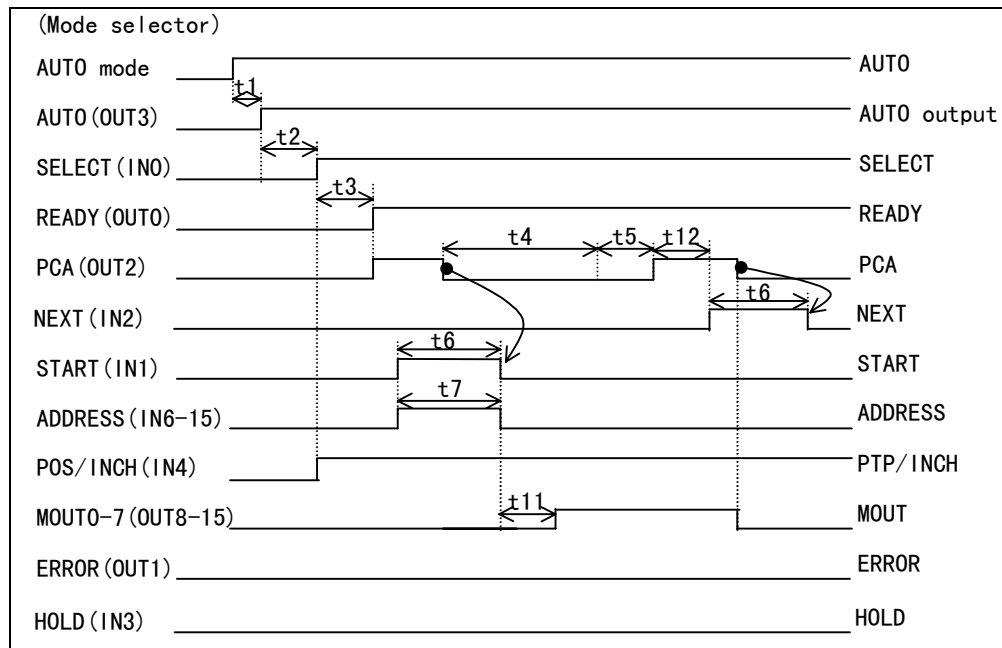 (Mode selector)
AUTO mode AUTO
t1
AUTO(OUT3) AUTO output
t2
SELECT(IN0) SELECT
t3
READY(OUT0) READY
t4 t5 t12
PCA(OUT2) PCA
t6
NEXT(IN2) NEXT
t6
START(IN1) START
t7
ADDRESS(IN6-15) ADDRESS
POS/INCH(IN4) PTP/INCH
t11
MOUT0-7(OUT8-15) MOUT
ERROR(OUT1) ERROR
HOLD(IN3) HOLD